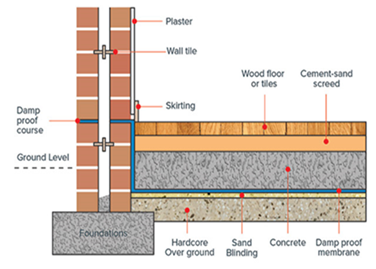 Plaster
Wall tile
Wood floor
or tiles
Cement-sand
screed
Skirting
Damp
proof
course
Ground Level
Foundations
Hardcore
Over ground
Sand
Blinding
Concrete
Damp proof
membrane